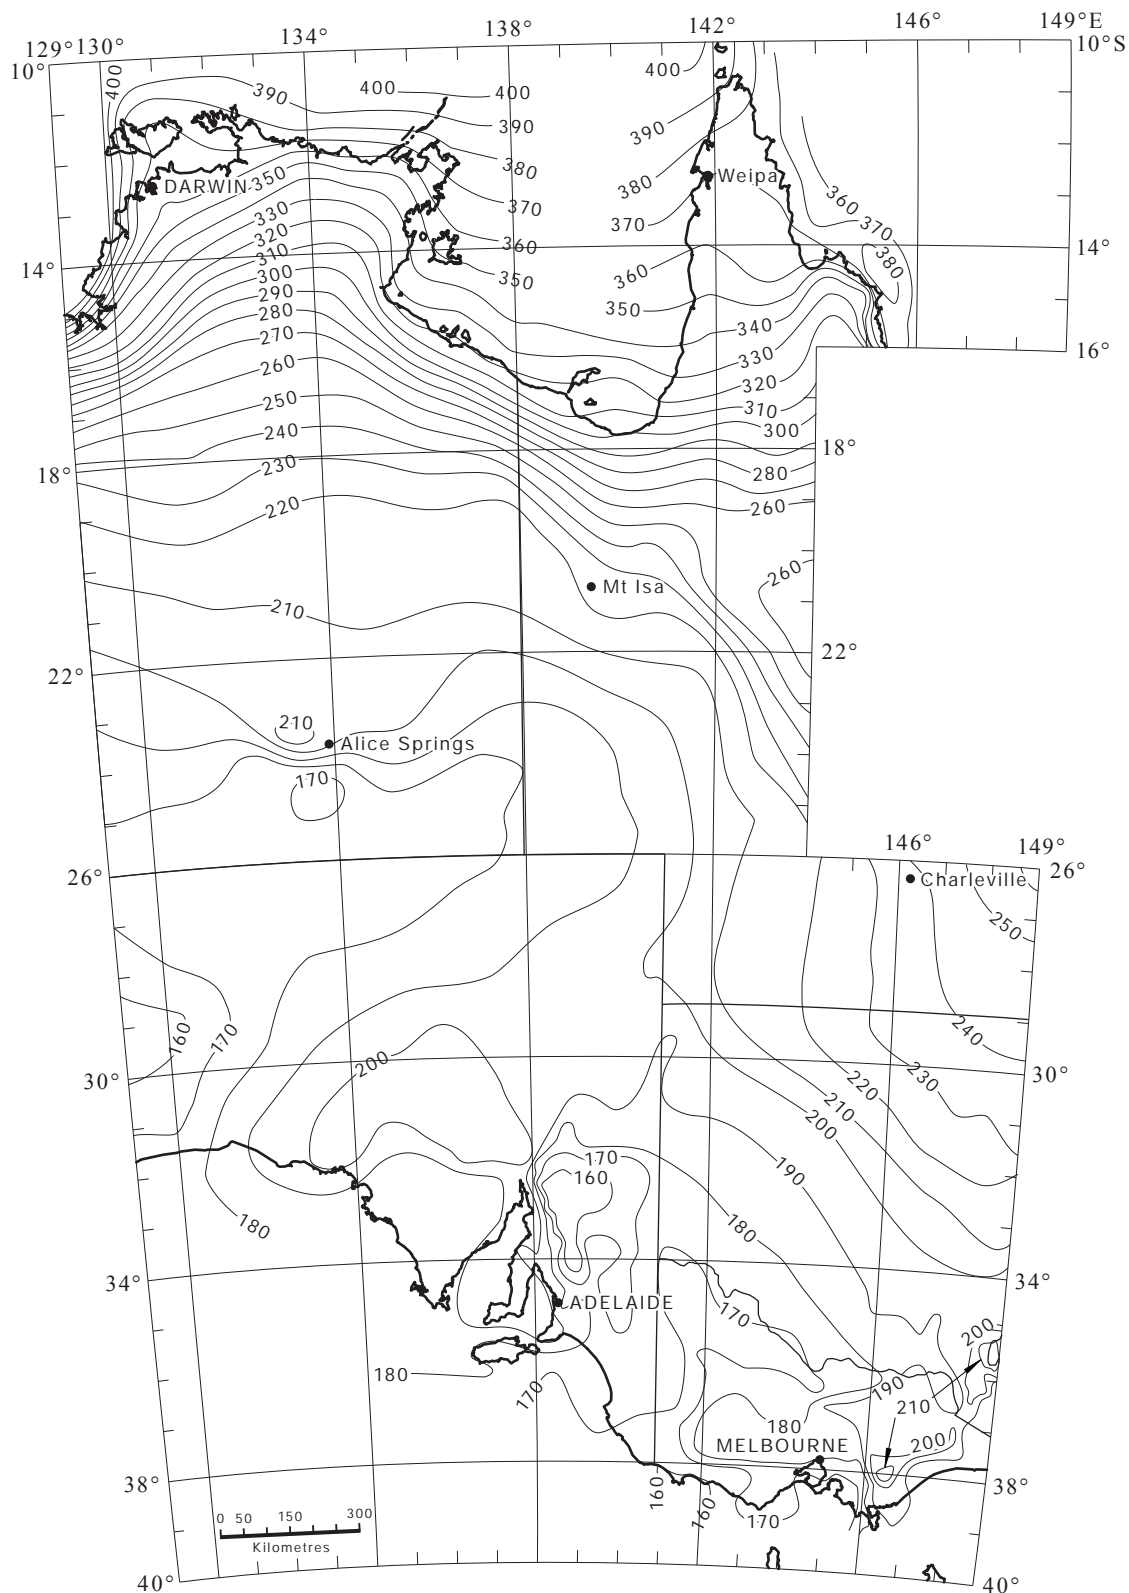 129° 130° 134° 138° 142° 146° 149°E
10° 10°S
400 390 400 400 400
390 390
380 380
DARWIN 350 Weipa
370 370 360 370
330 320 310 360 360 380
14° 14°
300 350 350
290 340
280 330
270 16°
260 320
250 310
240 300
18° 18°
230 280
220 260
260
Mt Isa
210
22° 22°
210
Alice Springs
170
146° 149°
26° 26°
Charleville
250
160 170 240
200 230
30° 30°
220
210
200
170 190
160
180 180
34° 34°
ADELAIDE 170
200
180 190
170 210
180
MELBOURNE 200
38° 38°
160 160 170
0 50 150 300
Kilometres
40° 40°